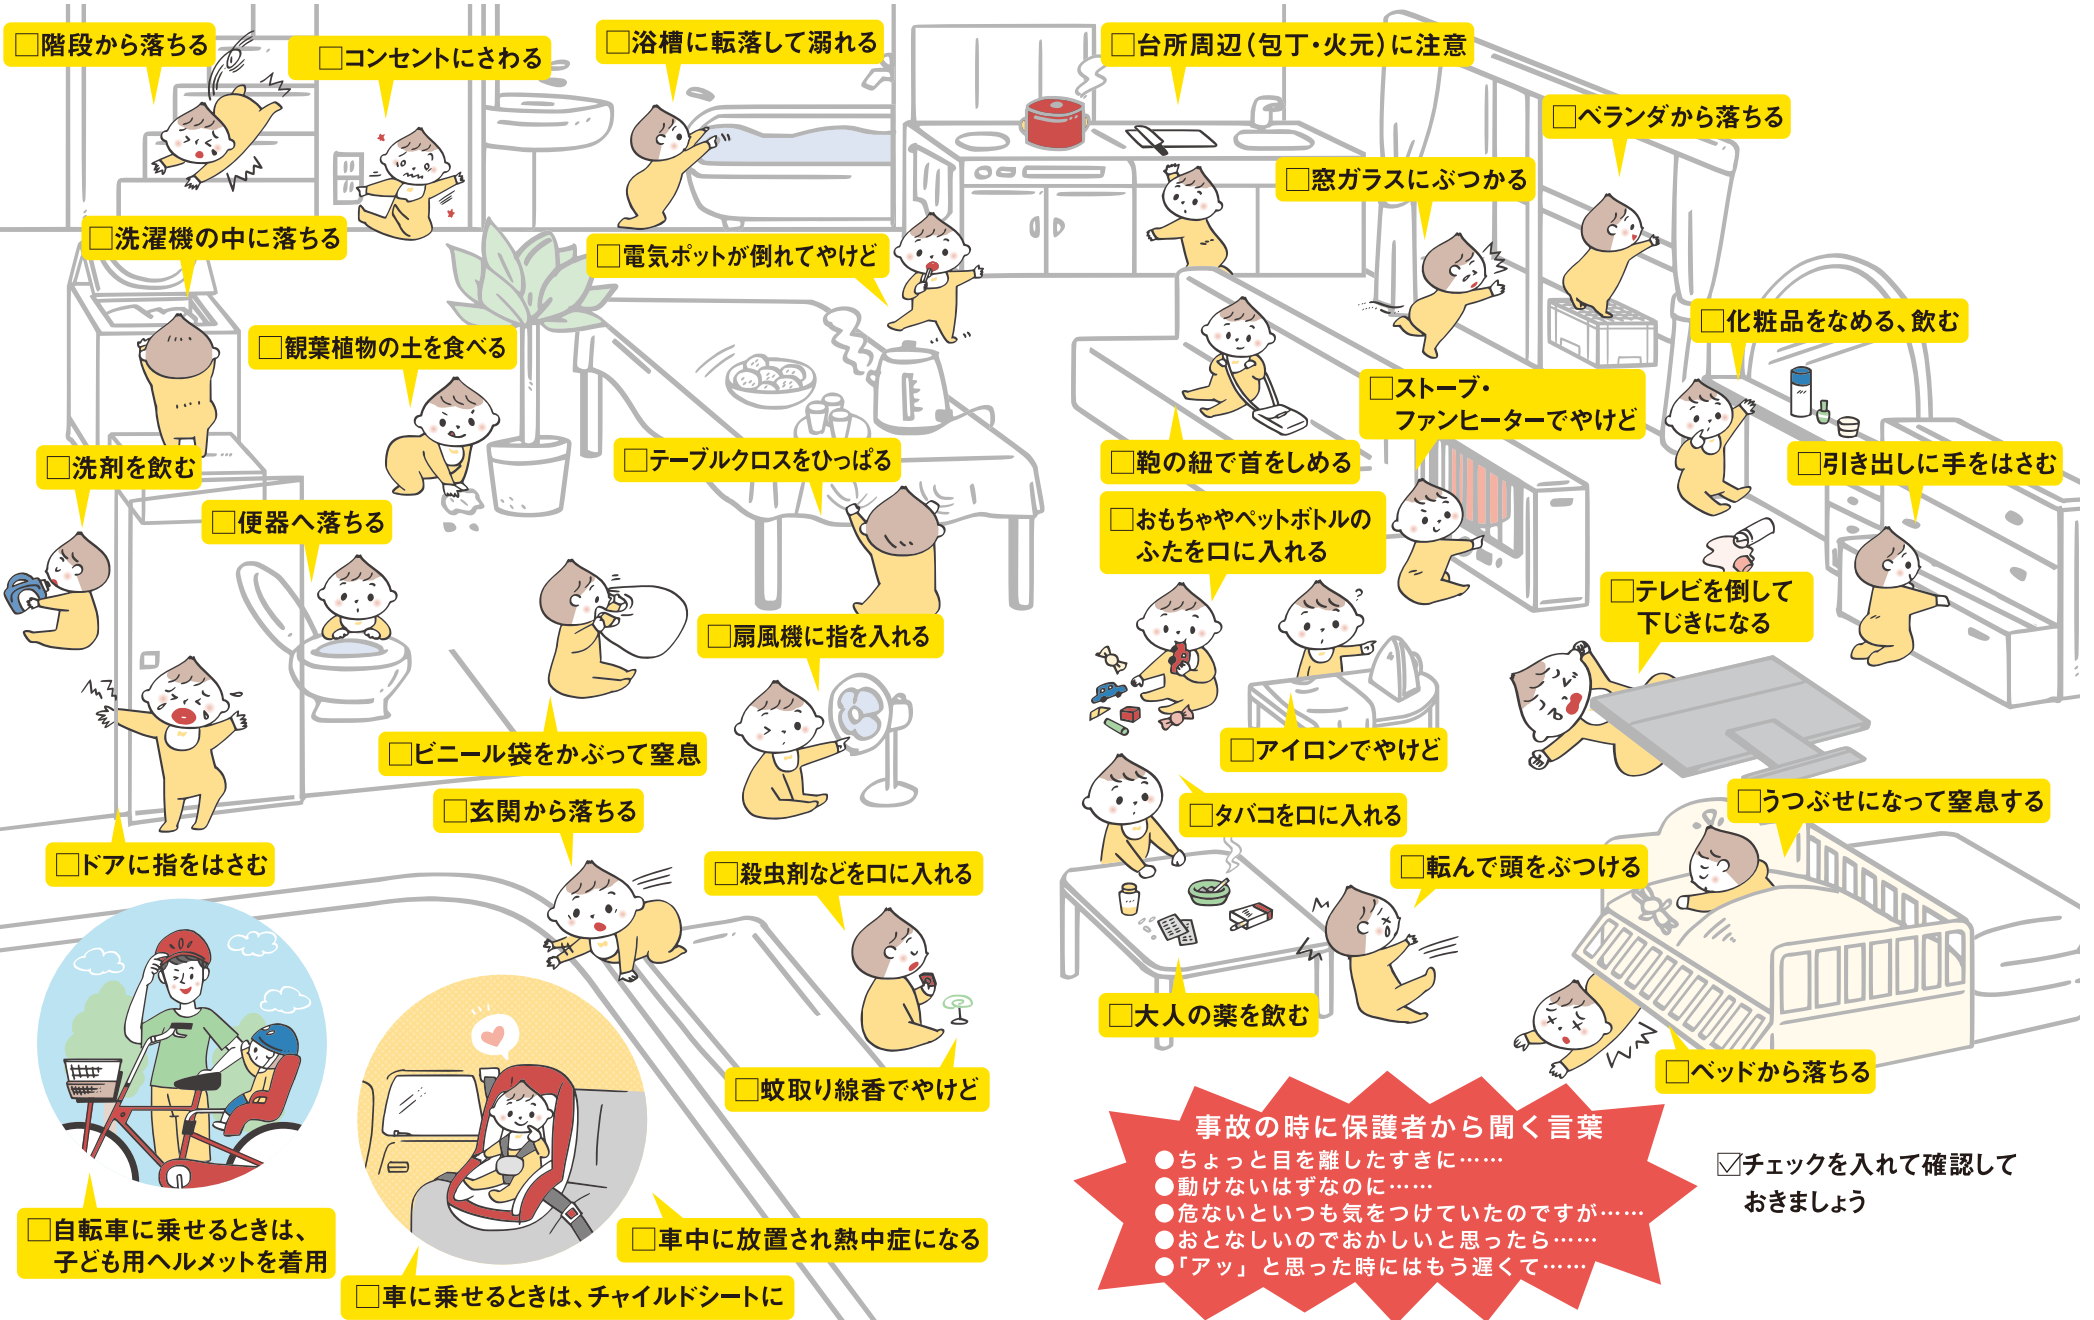 □階段から落ちる
□コンセントにさわる
□浴槽に転落して溺れる
□台所周辺（包丁・火元）に注意
□ベランダから落ちる
□窓ガラスにぶつかる
□洗濯機の中に落ちる
□電気ポットが倒れてやけど
□化粧品をなめる、飲む
□観葉植物の土を食べる
□ストーブ・
ファンヒーターでやけど
□洗剤を飲む
□テーブルクロスをひっぱる
□鞄の紐で首をしめる
□引き出しに手をはさむ
□便器へ落ちる
□おもちゃやペットボトルの
ふたを口に入れる
□テレビを倒して
下じきになる
□扇風機に指を入れる
□ビニール袋をかぶって窒息
□アイロンでやけど
□玄関から落ちる
□タバコを口に入れる
□うつぶせになって窒息する
□ドアに指をはさむ
□殺虫剤などを口に入れる
□転んで頭をぶつける
□大人の薬を飲む
□蚊取り線香でやけど
□ベッドから落ちる
□自転車に乗せるときは、
子ども用ヘルメットを着用
□車中に放置され熱中症になる
□車に乗せるときは、チャイルドシートに
事故の時に保護者から聞く言葉
●ちょっと目を離したすきに……
●動けないはずなのに……
●危ないといつも気をつけていたのですが……
●おとなしいのでおかしいと思ったら……
●「アッ」と思った時にはもう遅くて……
☑チェックを入れて確認して
おきましょう